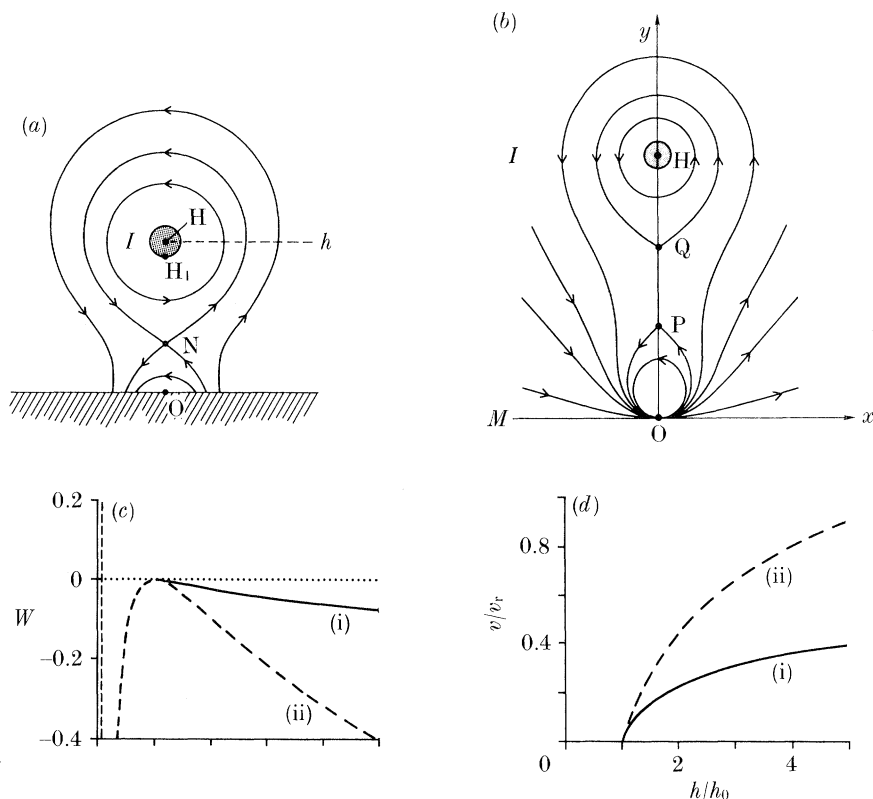 (a)
I
H
H₁
h
N
O
(b)
y
I
H
Q
P
M
O
x
(c)
0.2
0
W
–0.2
–0.4
(i)
(ii)
(d)
0.8
v/vᵣ
0.4
(ii)
(i)
0 2 4
h/h₀